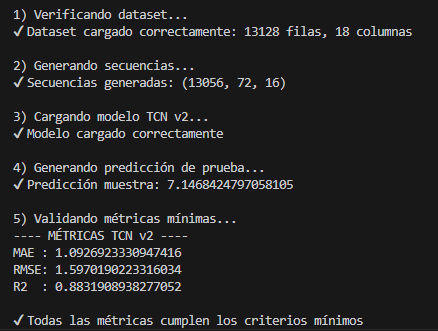 1) Verificando dataset...
✓ Dataset cargado correctamente: 13128 filas, 18 columnas
2) Generando secuencias...
✓ Secuencias generadas: (13056, 72, 16)
3) Cargando modelo TCN v2...
✓ Modelo cargado correctamente
4) Generando predicción de prueba...
✓ Predicción muestra: 7.1468424797058105
5) Validando métricas mínimas...
---- MÉTRICAS TCN v2 ----
MAE : 1.0926923330947416
RMSE: 1.5970190223316034
R2  : 0.8831908938277052
✓ Todas las métricas cumplen los criterios mínimos